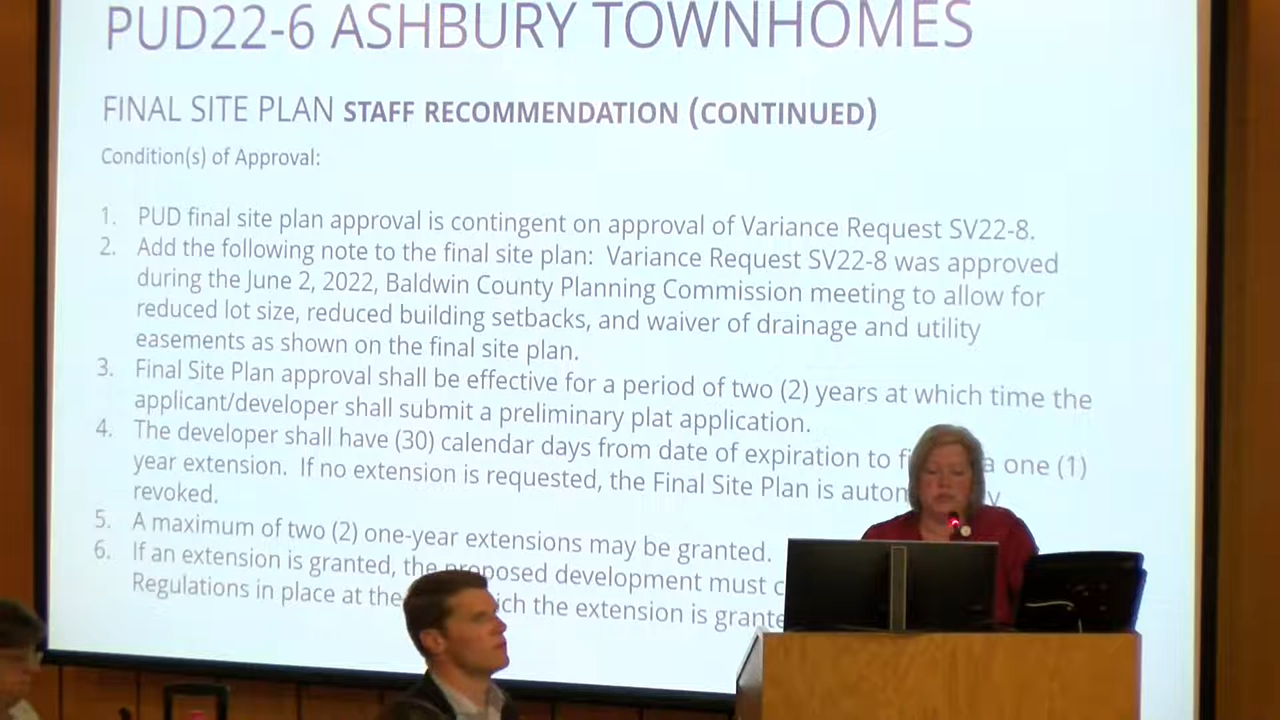 PUD22-6 ASHBURY TOWNHOMES
FINAL SITE PLAN STAFF RECOMMENDATION (CONTINUED)
Condition(s) of Approval:
1. PUD final site plan approval is contingent on approval of Variance Request SV22-8.
2. Add the following note to the final site plan: Variance Request SV22-8 was approved
during the June 2, 2022, Baldwin County Planning Commission meeting to allow for
reduced lot size, reduced building setbacks, and waiver of drainage and utility
easements as shown on the final site plan.
3. Final Site Plan approval shall be effective for a period of two (2) years at which time the
applicant/developer shall submit a preliminary plat application.
4. The developer shall have (30) calendar days from date of expiration to a one (1)
year extension. If no extension is requested, the Final Site Plan is
revoked.
5. A maximum of two (2) one-year extensions may be granted.
6. If an extension is granted, the proposed development must
Regulations in place at the the extension is